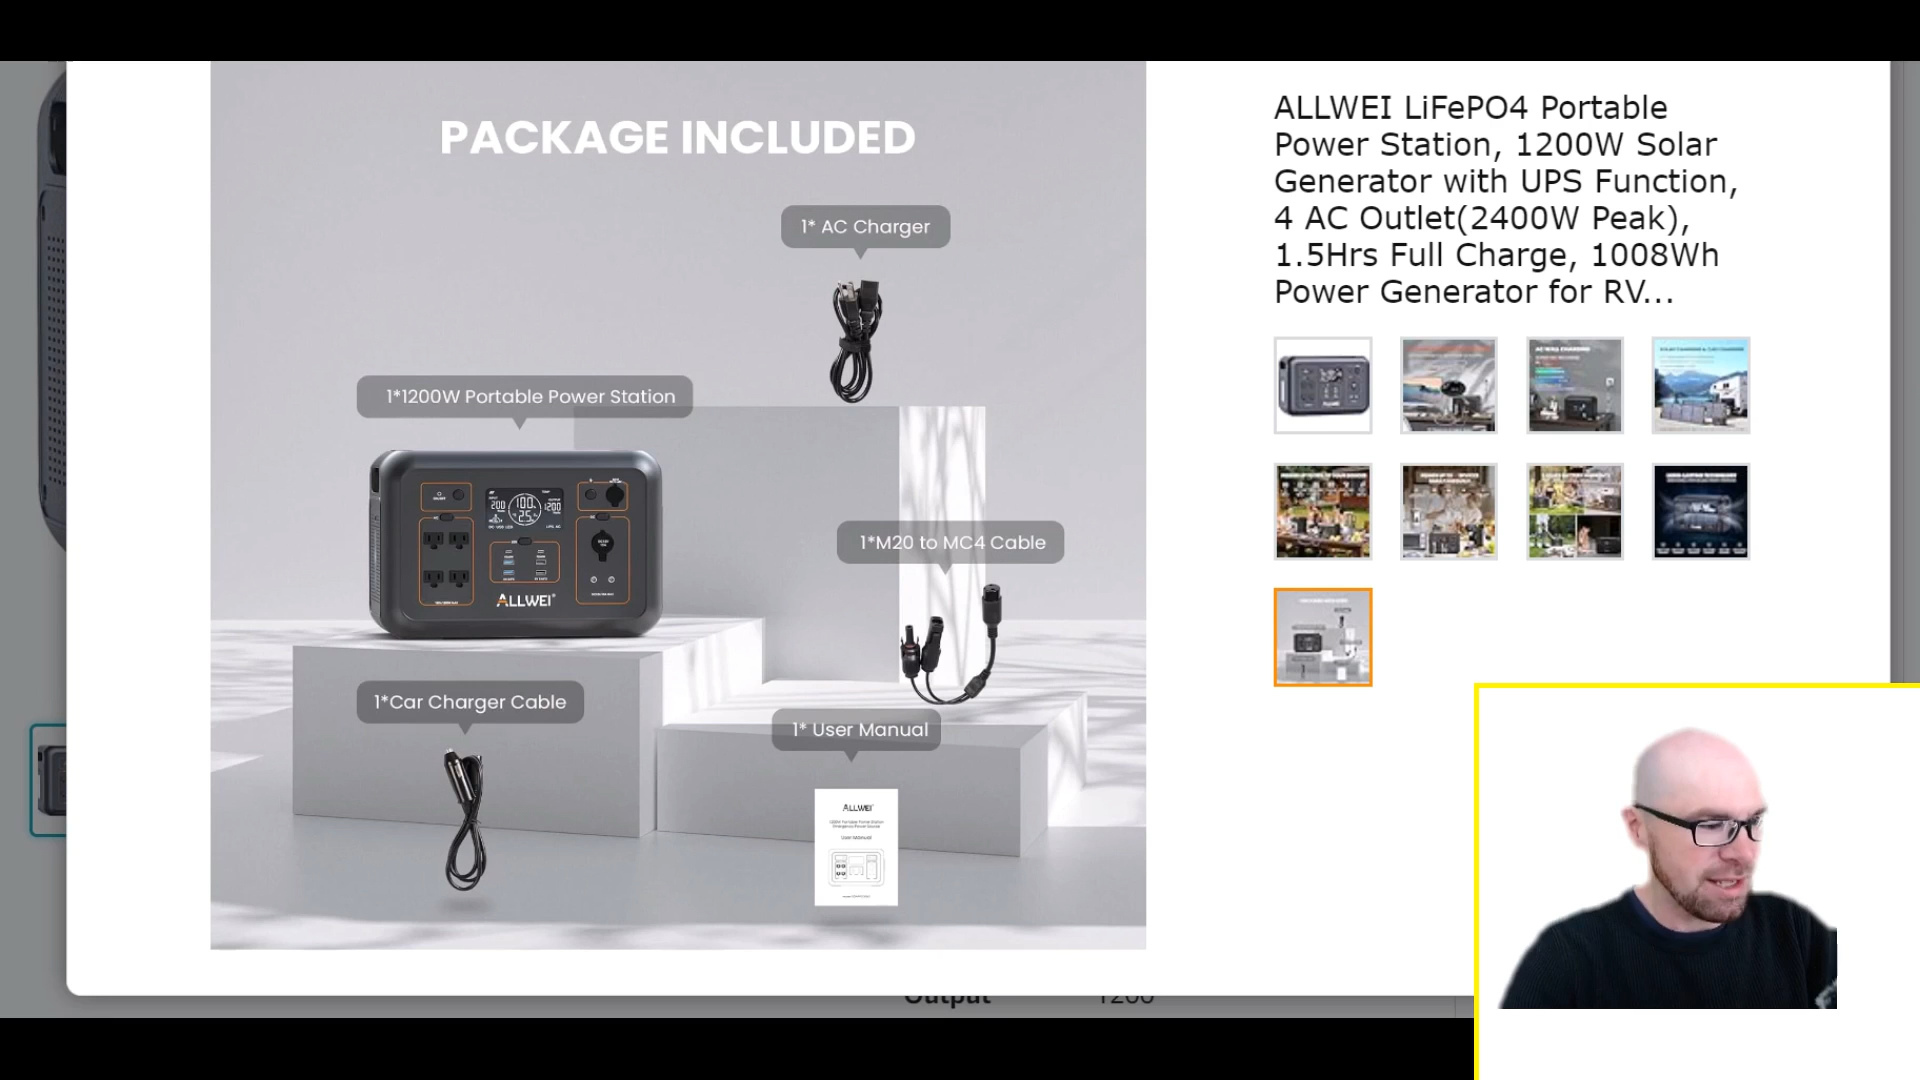 PACKAGE INCLUDED
1* AC Charger
1*1200W Portable Power Station
1*M20 to MC4 Cable
1*Car Charger Cable
1* User Manual
ALLWEI
ALLWEI
User Manual
ALLWEI LiFePO4 Portable
Power Station, 1200W Solar
Generator with UPS Function,
4 AC Outlet(2400W Peak),
1.5Hrs Full Charge, 1008Wh
Power Generator for RV...
Output 1200